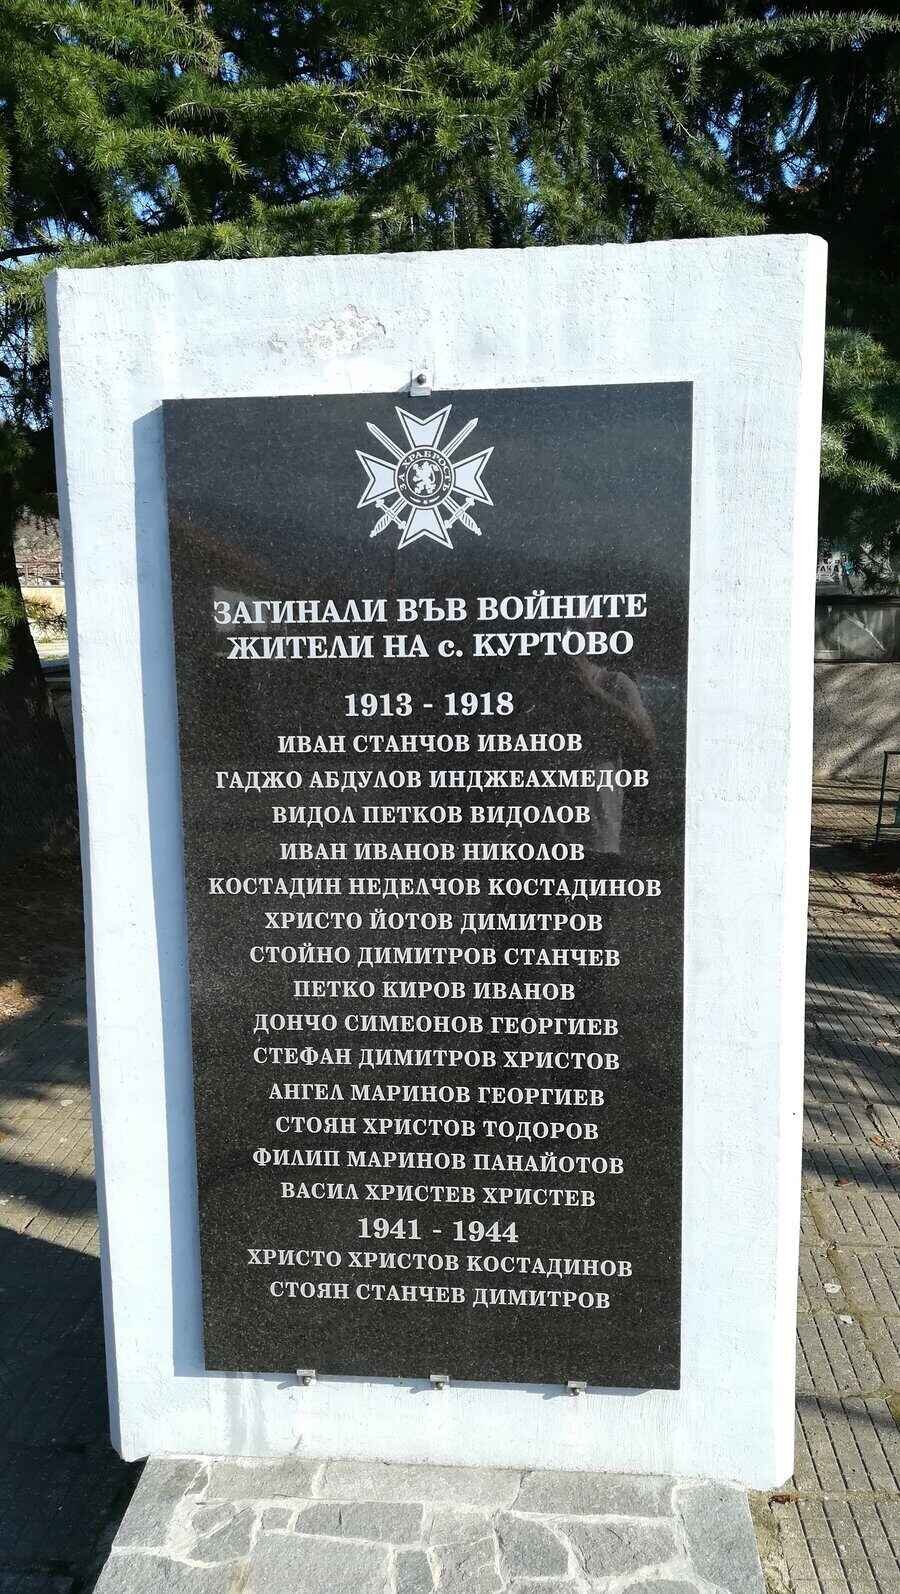 ЗА ХРАБРОСТЪ
ЗАГИНАЛИ ВЪВ ВОЙНИТЕ
ЖИТЕЛИ НА с. КУРТОВО
1913 - 1918
ИВАН СТАНЧОВ ИВАНОВ
ГАДЖО АБДУЛОВ ИНДЖЕАХМЕДОВ
ВИДОЛ ПЕТКОВ ВИДОЛОВ
ИВАН ИВАНОВ НИКОЛОВ
КОСТАДИН НЕДЕЛЧОВ КОСТАДИНОВ
ХРИСТО ЙОТОВ ДИМИТРОВ
СТОЙНО ДИМИТРОВ СТАНЧЕВ
ПЕТКО КИРОВ ИВАНОВ
ДОНЧО СИМЕОНОВ ГЕОРГИЕВ
СТЕФАН ДИМИТРОВ ХРИСТОВ
АНГЕЛ МАРИНОВ ГЕОРГИЕВ
СТОЯН ХРИСТОВ ТОДОРОВ
ФИЛИП МАРИНОВ ПАНАЙОТОВ
ВАСИЛ ХРИСТЕВ ХРИСТЕВ
1941 - 1944
ХРИСТО ХРИСТОВ КОСТАДИНОВ
СТОЯН СТАНЧЕВ ДИМИТРОВ